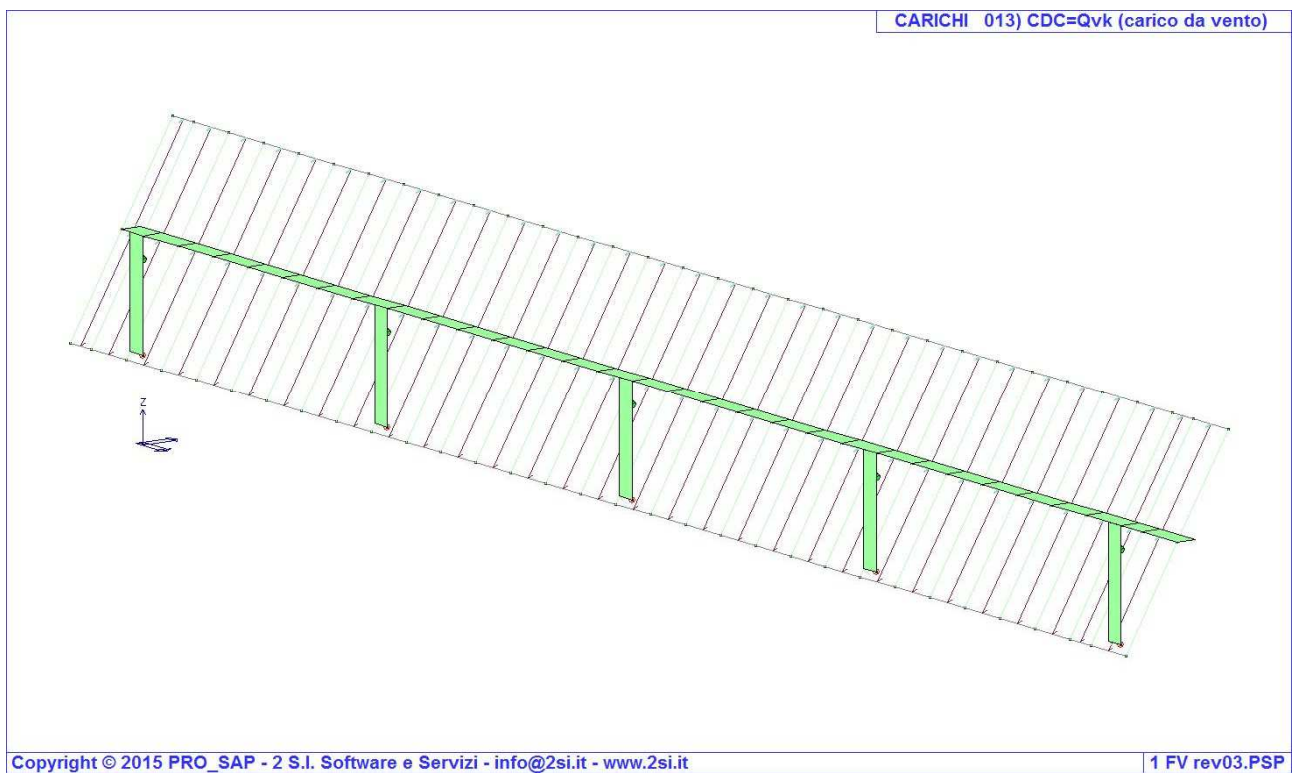 CARICHI 013) CDC=Qvk (carico da vento)
Z
Copyright © 2015 PRO_SAP - 2 S.I. Software e Servizi - info@2si.it - www.2si.it
1 FV rev03.PSP